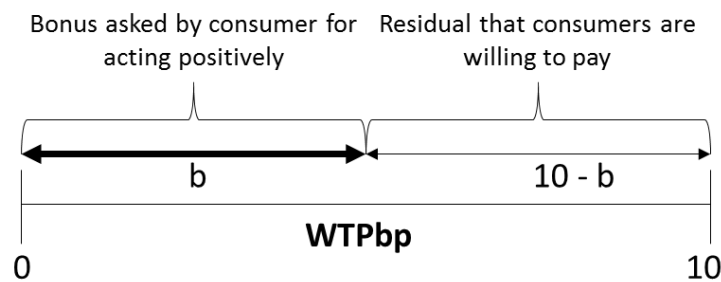 Bonus asked by consumer for
acting positively
Residual that consumers are
willing to pay
b
10 - b
WTPbp
0
10